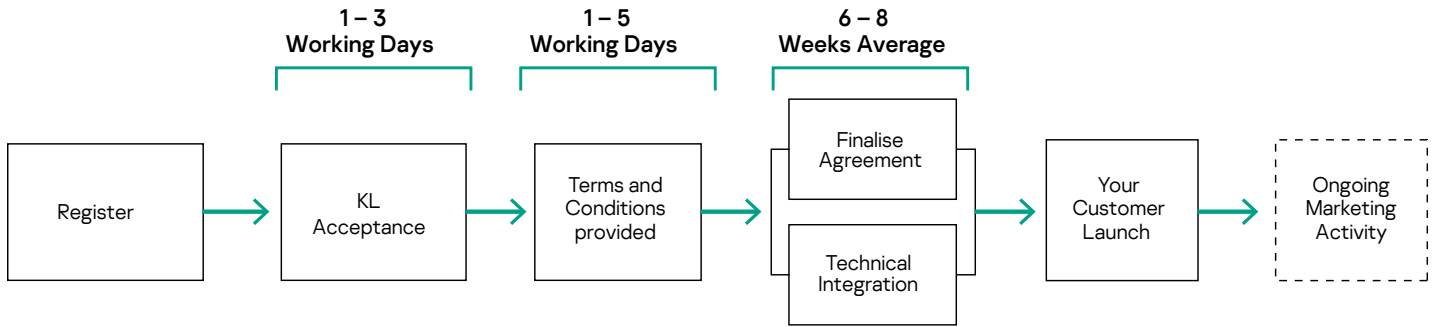 1 – 3
Working Days
1 – 5
Working Days
6 – 8
Weeks Average
Register
KL
Acceptance
Terms and
Conditions
provided
Finalise
Agreement
Technical
Integration
Your
Customer
Launch
Ongoing
Marketing
Activity